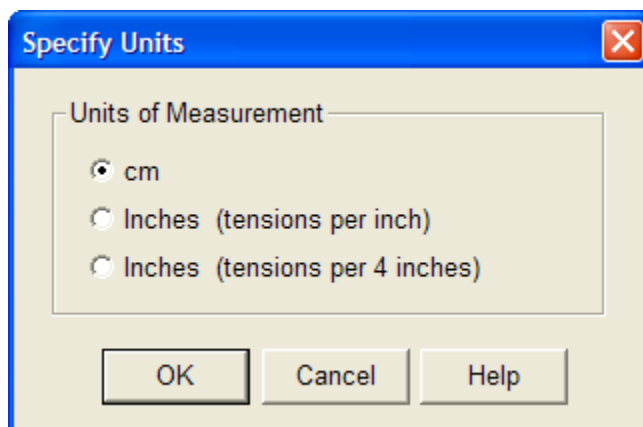 Specify Units
Units of Measurement
cm
Inches (tensions per inch)
Inches (tensions per 4 inches)
OK Cancel Help